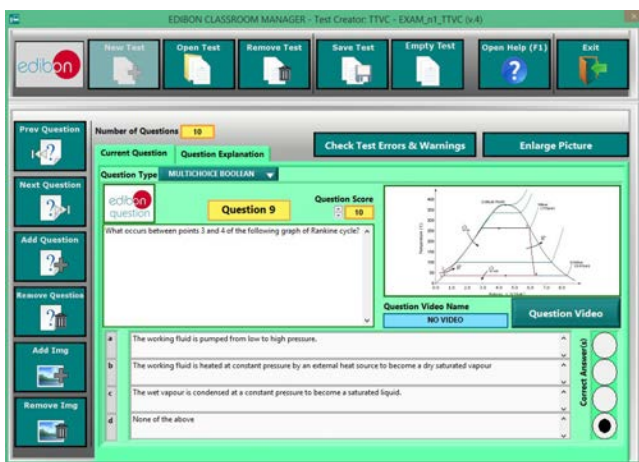 EDIBON CLASSROOM MANAGER - Test Creator: TTVC - EXAM_n1_TTVC (v.4)
edibon
New Test
Open Test
Remove Test
Save Test
Empty Test
Open Help (F1)
Exit
Prev Question
Next Question
Add Question
Remove Question
Add Img
Remove Img
Number of Questions 10
Check Test Errors & Warnings
Enlarge Picture
Current Question
Question Explanation
Question Type MULTICHOICE BOOLEAN
edibon
question
Question 9
Question Score
10
What occurs between points 3 and 4 of the following graph of Rankine cycle?
Question Video Name
NO VIDEO
Question Video
a The working fluid is pumped from low to high pressure.
b The working fluid is heated at constant pressure by an external heat source to become a dry saturated vapour
c The wet vapour is condensed at a constant pressure to become a saturated liquid.
d None of the above
Correct Answer(s)